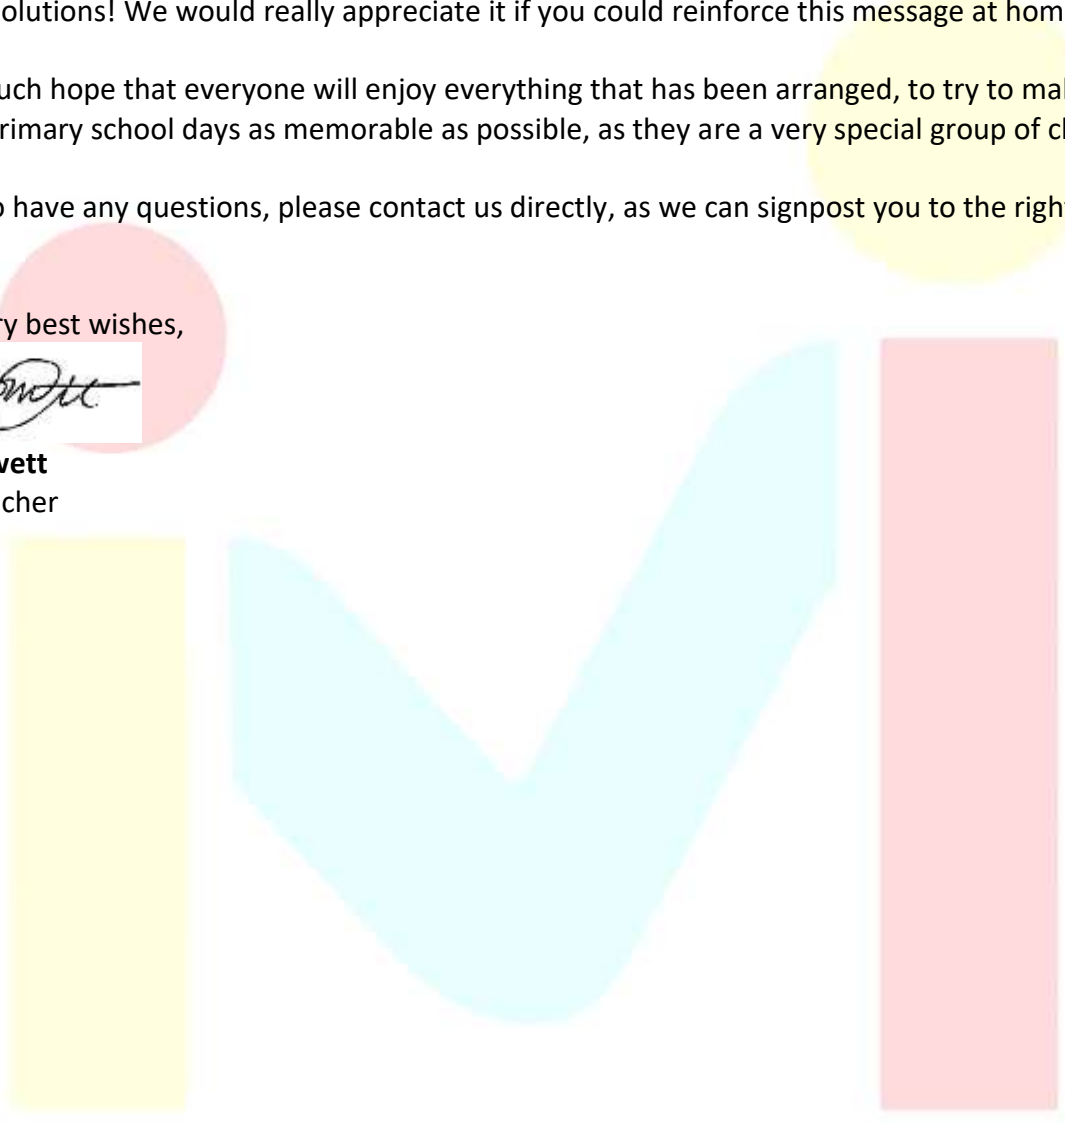 olutions! We would really appreciate it if you could reinforce this message at hom
uch hope that everyone will enjoy everything that has been arranged, to try to mal
rimary school days as memorable as possible, as they are a very special group of cl
o have any questions, please contact us directly, as we can signpost you to the righ
ry best wishes,
vett
cher